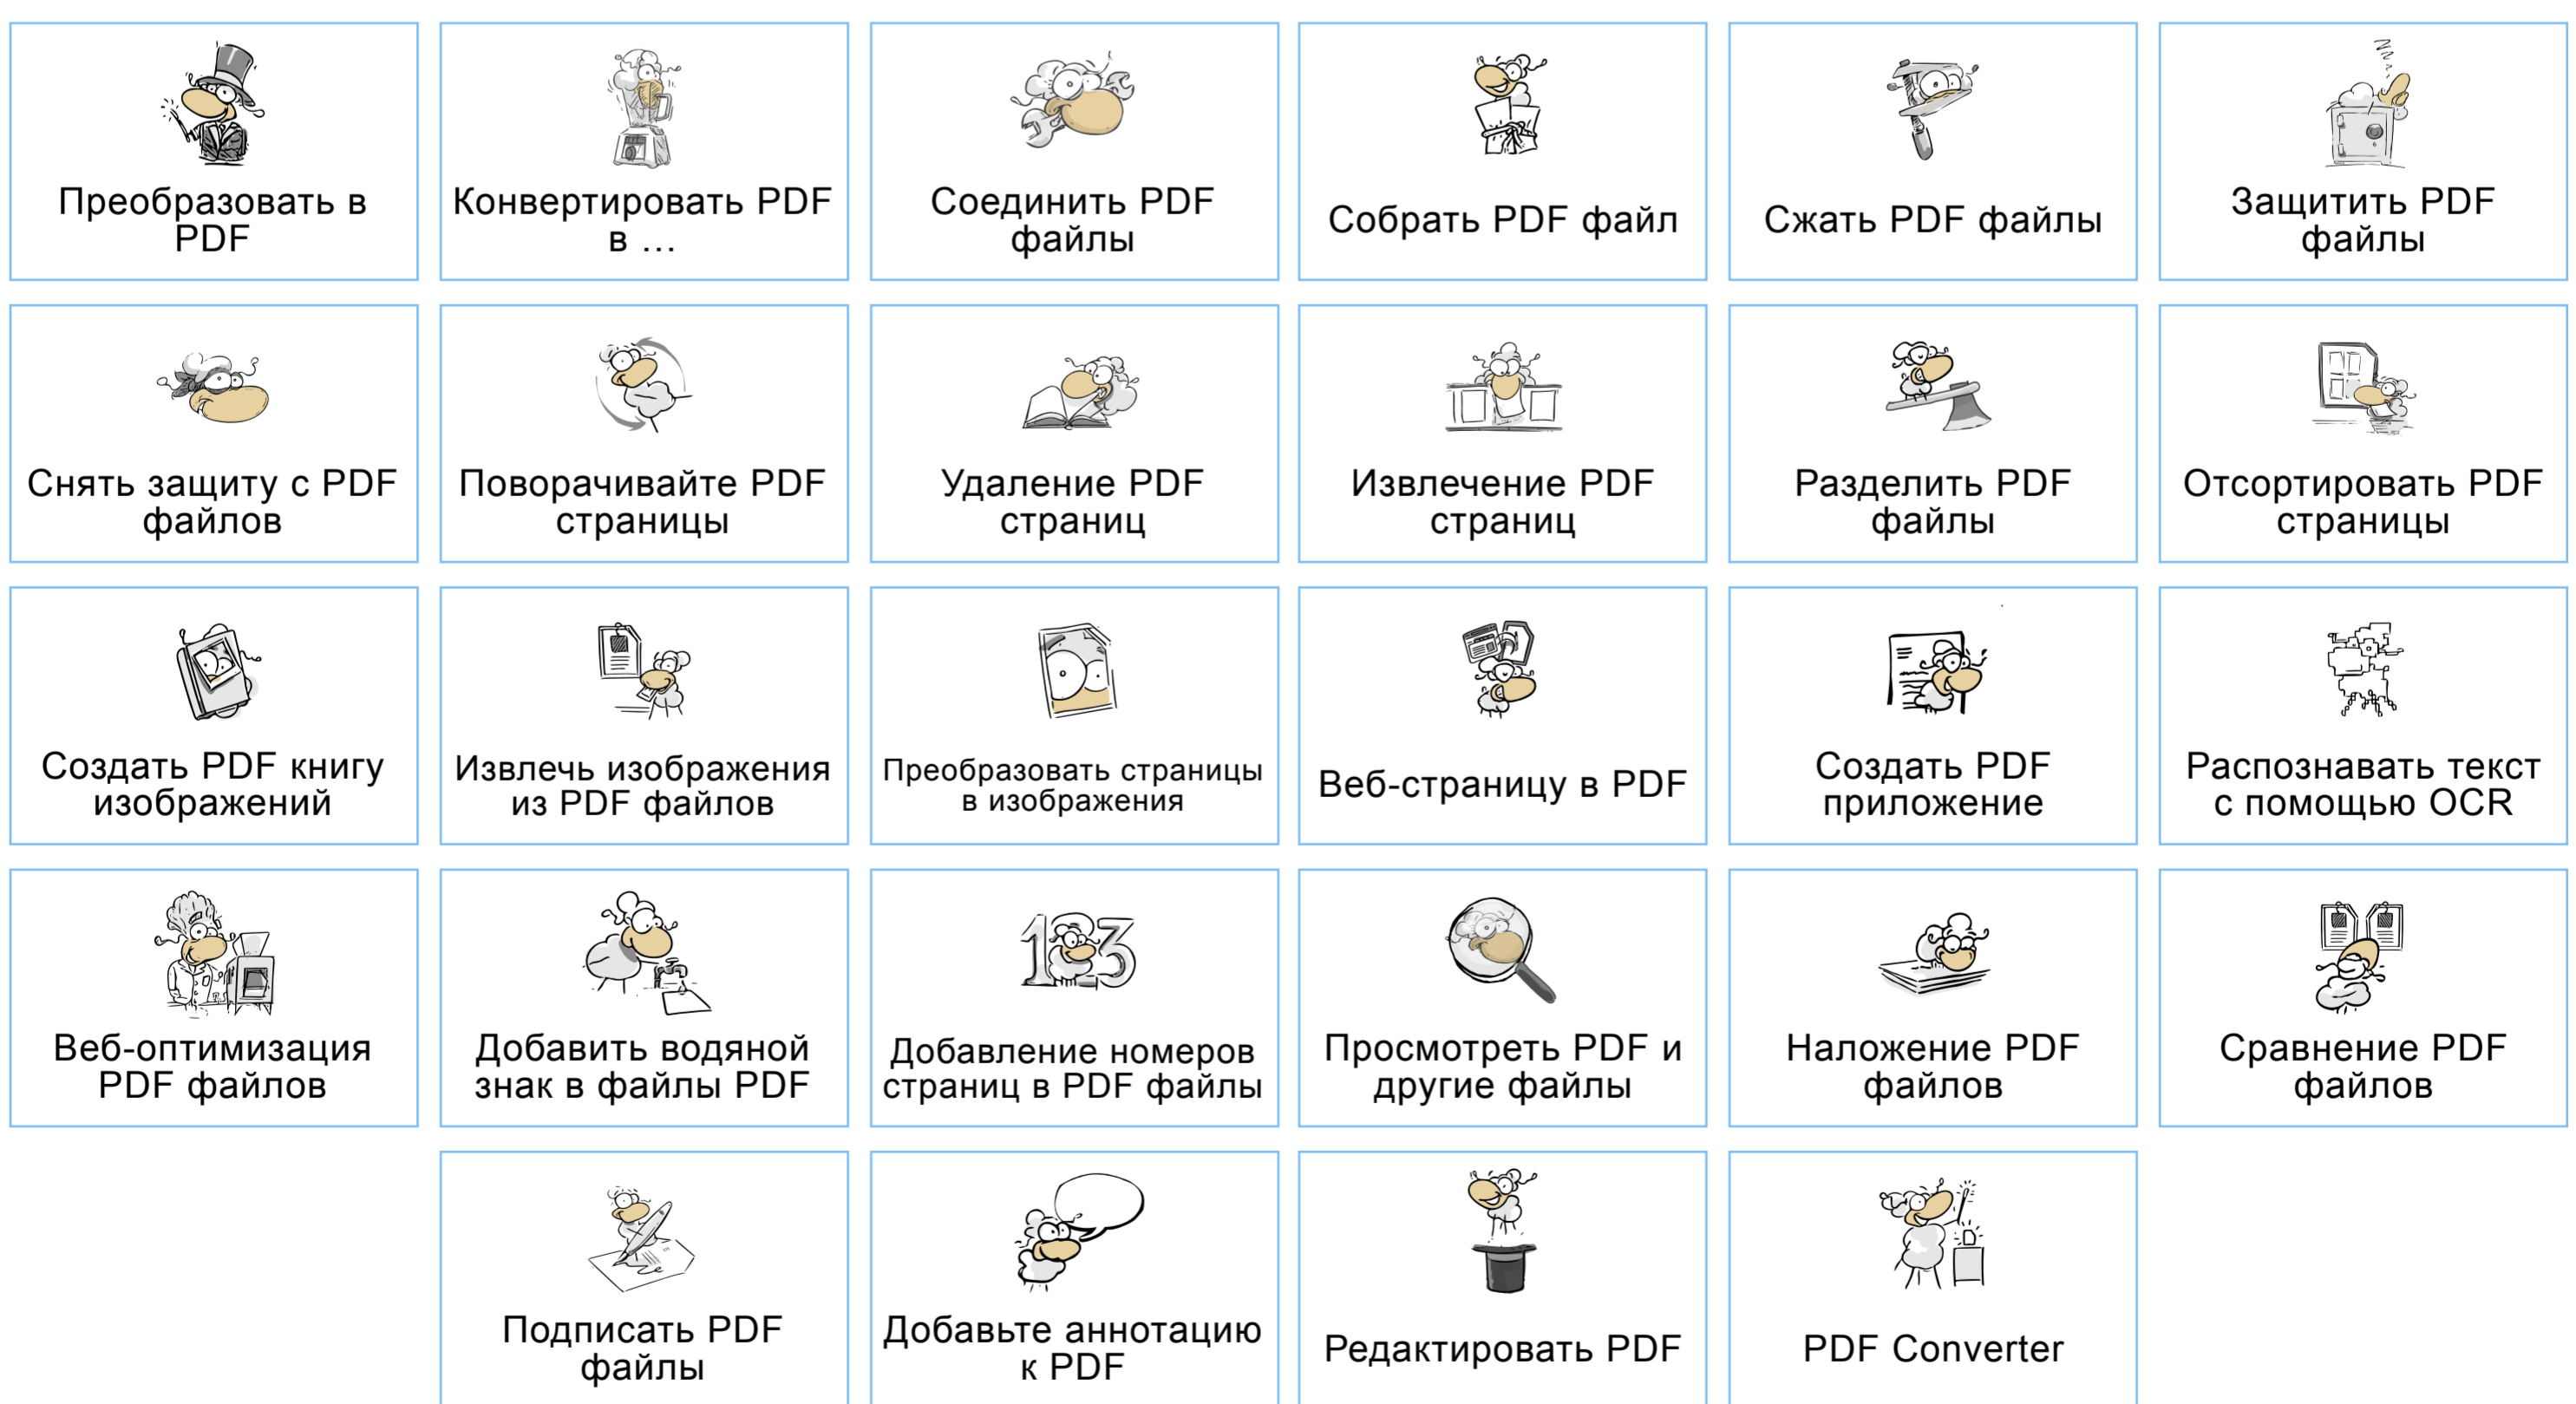 Преобразовать в
PDF
Конвертировать PDF
в ...
Соединить PDF
файлы
Собрать PDF файл
Сжать PDF файлы
Защитить PDF
файлы
Снять защиту с PDF
файлов
Поворачивайте PDF
страницы
Удаление PDF
страниц
Извлечение PDF
страниц
Разделить PDF
файлы
Отсортировать PDF
страницы
Создать PDF книгу
изображений
Извлечь изображения
из PDF файлов
Преобразовать страницы
в изображения
Веб-страницу в PDF
Создать PDF
приложение
Распознавать текст
с помощью OCR
Веб-оптимизация
PDF файлов
Добавить водяной
знак в файлы PDF
1 3
Добавление номеров
страниц в PDF файлы
Просмотреть PDF и
другие файлы
Наложение PDF
файлов
Сравнение PDF
файлов
Подписать PDF
файлы
Добавьте аннотацию
к PDF
Редактировать PDF
PDF Converter